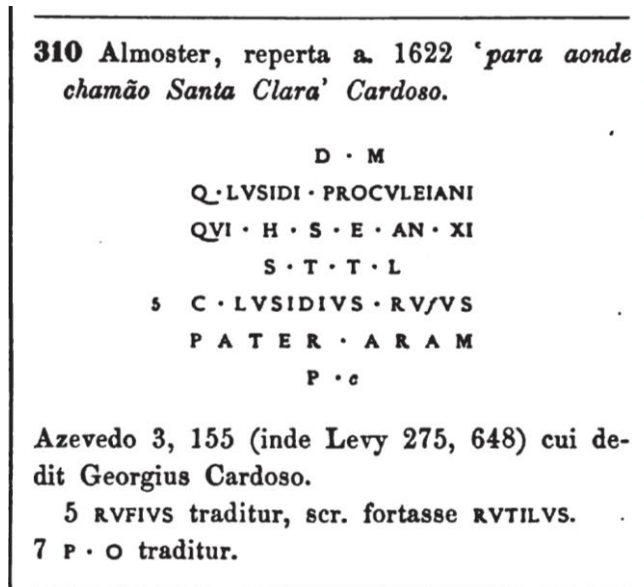 310 Almoster, reperta a. 1622 ‘para aonde
chamão Santa Clara’ Cardoso.
D · M
Q · LVSIDI · PROCVLEIANI
QVI · H · S · E · AN · XI
S · T · T · L
5 C · LVSIDIVS · RVfVS
PATER · ARAM
P · c
Azevedo 3, 155 (inde Levy 275, 648) cui de-
dit Georgius Cardoso.
5 RVFIVS traditur, scr. fortasse RVTILVS.
7 P · O traditur.